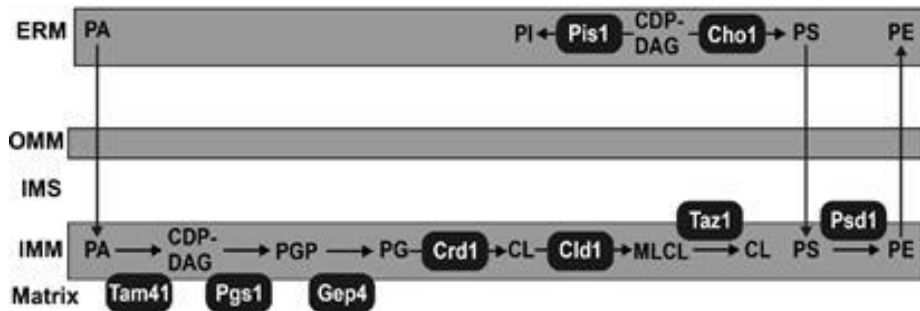 ERM PA PI Pis1 CDP-DAG Cho1 PS PE
OMM
IMS
IMM PA CDP-DAG PGP PG Crd1 CL Cld1 MLCL Taz1 CL PS Psd1 PE
Matrix Tam41 Pgs1 Gep4